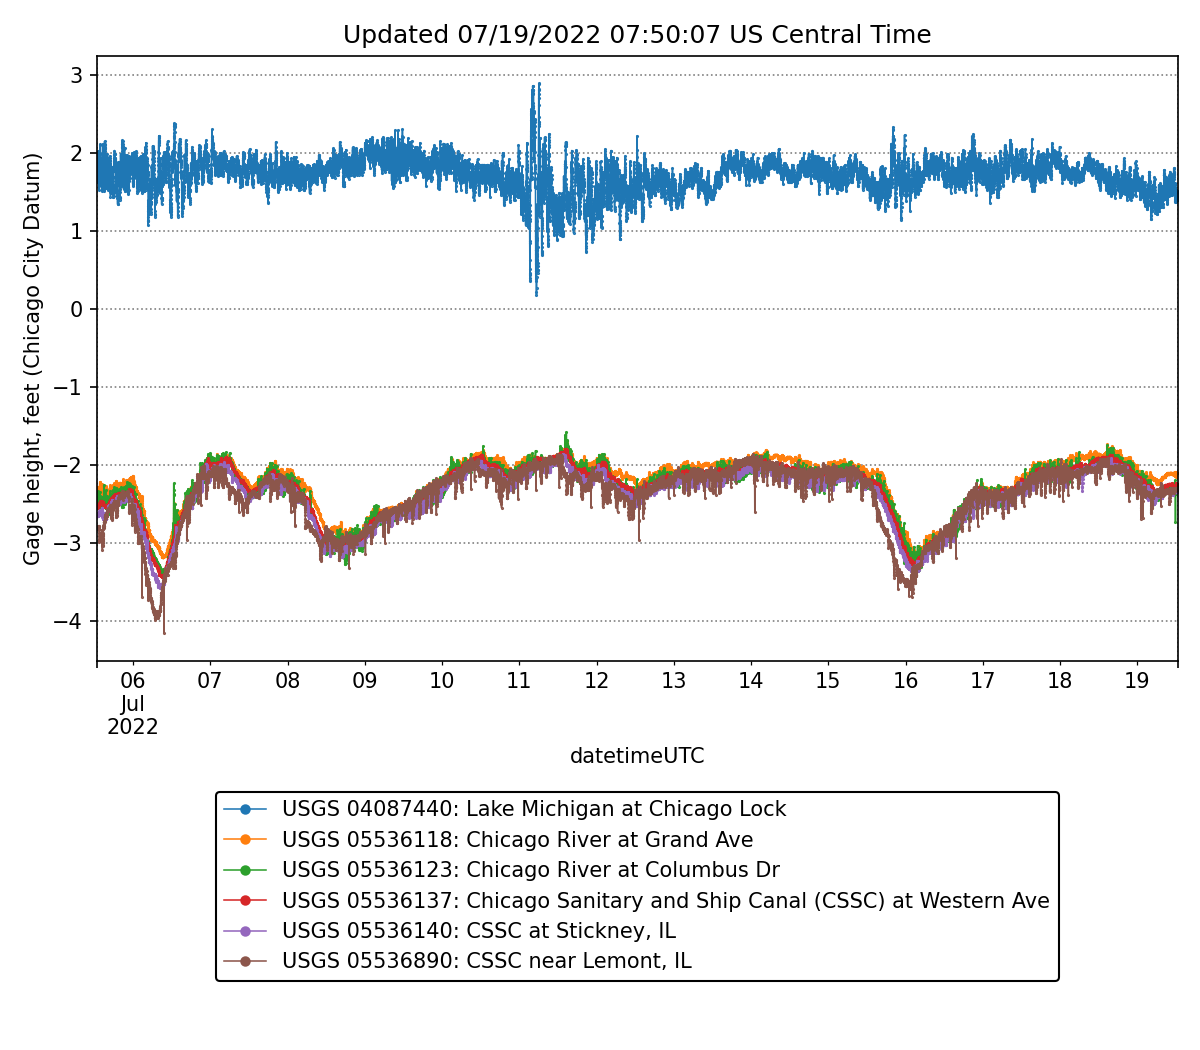 Updated 07/19/2022 07:50:07 US Central Time
Gage height, feet (Chicago City Datum)
3
2
1
0
−1
−2
−3
−4
06 07 08 09 10 11 12 13 14 15 16 17 18 19
Jul
2022
datetimeUTC
USGS 04087440: Lake Michigan at Chicago Lock
USGS 05536118: Chicago River at Grand Ave
USGS 05536123: Chicago River at Columbus Dr
USGS 05536137: Chicago Sanitary and Ship Canal (CSSC) at Western Ave
USGS 05536140: CSSC at Stickney, IL
USGS 05536890: CSSC near Lemont, IL